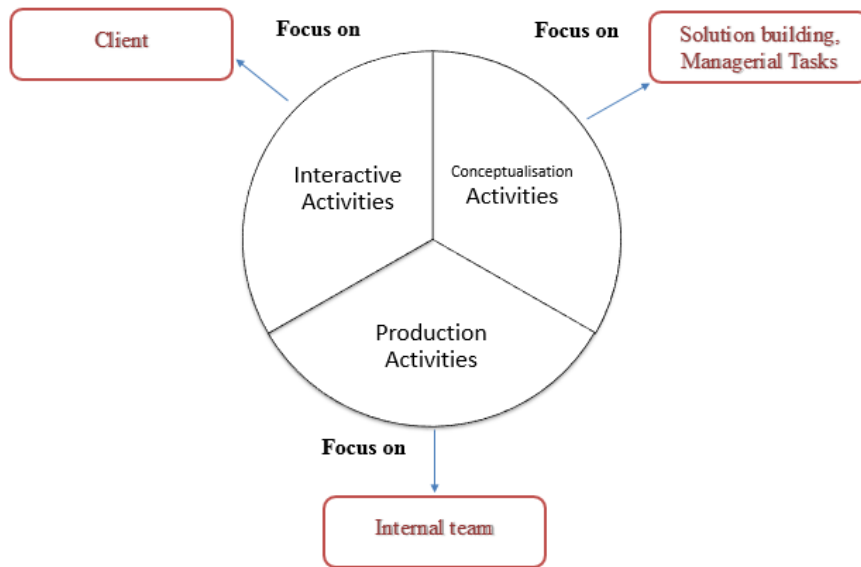 Client
Focus on
Focus on
Solution building,
Managerial Tasks
Interactive
Activities
Conceptualisation
Activities
Production
Activities
Focus on
Internal team